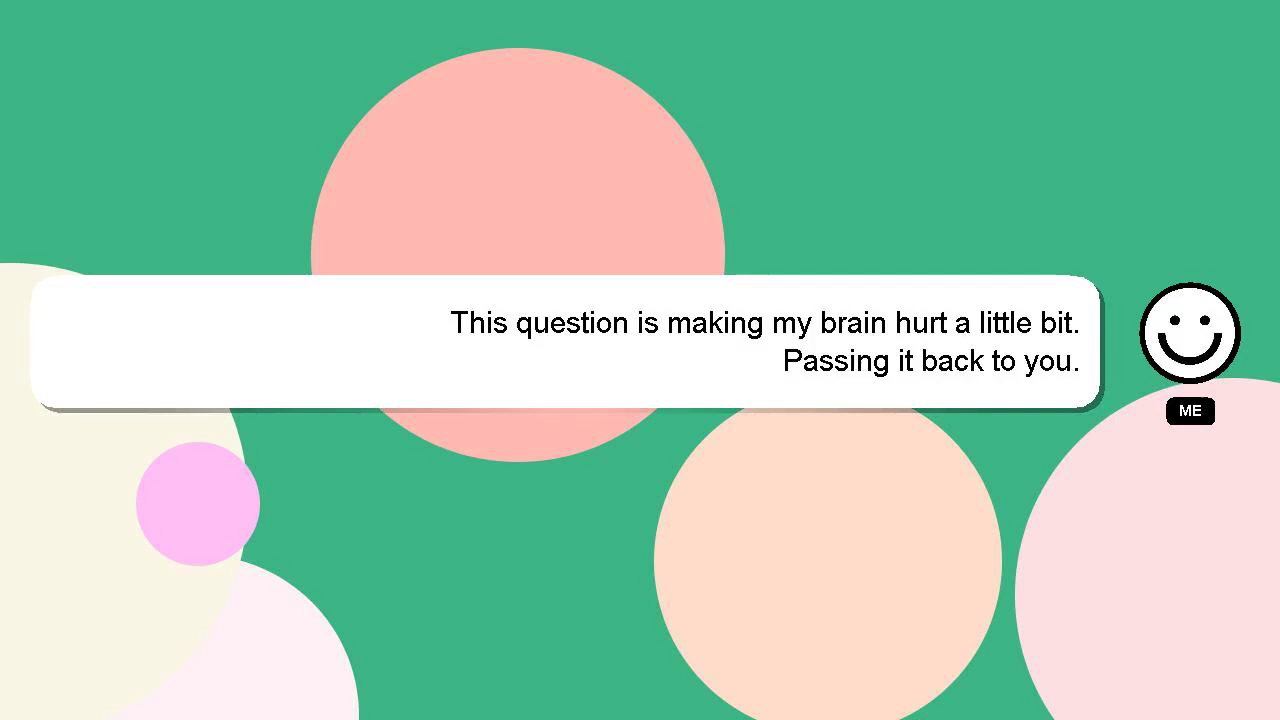 This question is making my brain hurt a little bit.
Passing it back to you.
ME